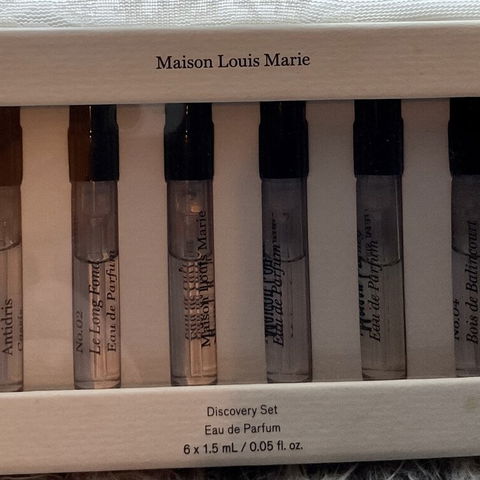 Maison Louis Marie
Antidris
Cassis
No.02
Le Long Fond
Eau de Parfum
Maison Louis Marie
Eau de Parfum
Eau de Parfum
No.04
Bois de Balincourt
Discovery Set
Eau de Parfum
6 x 1.5 mL / 0.05 fl. oz.